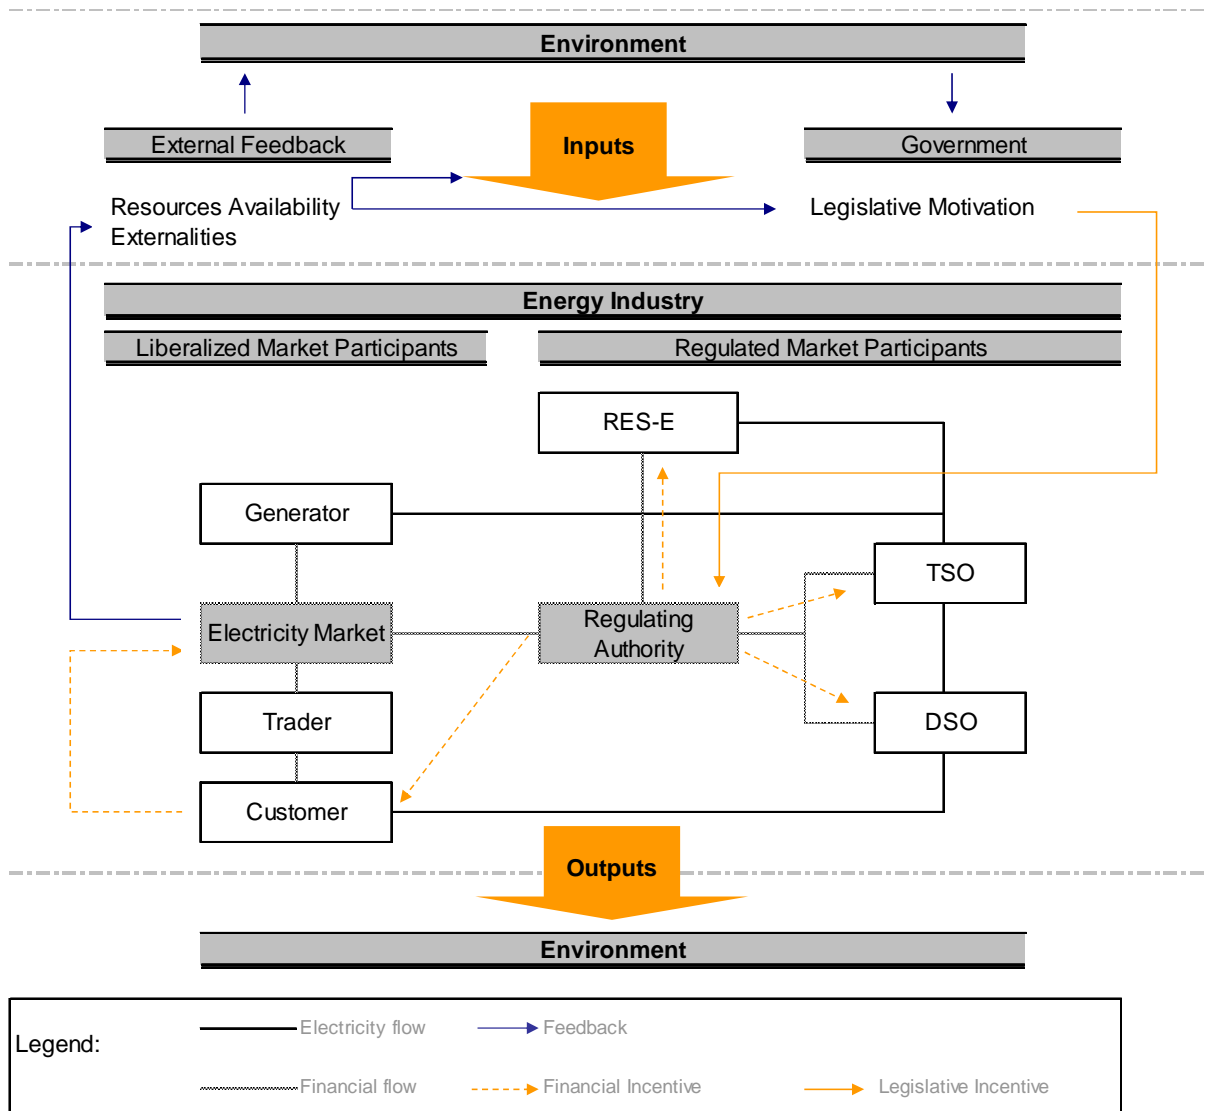 Environment
Inputs
External Feedback
Government
Resources Availability
Externalities
Legislative Motivation
Energy Industry
Liberalized Market Participants
Regulated Market Participants
RES-E
Generator
TSO
Electricity Market
Regulating
Authority
Trader
DSO
Customer
Outputs
Environment
Legend:
Electricity flow
Feedback
Financial flow
Financial Incentive
Legislative Incentive